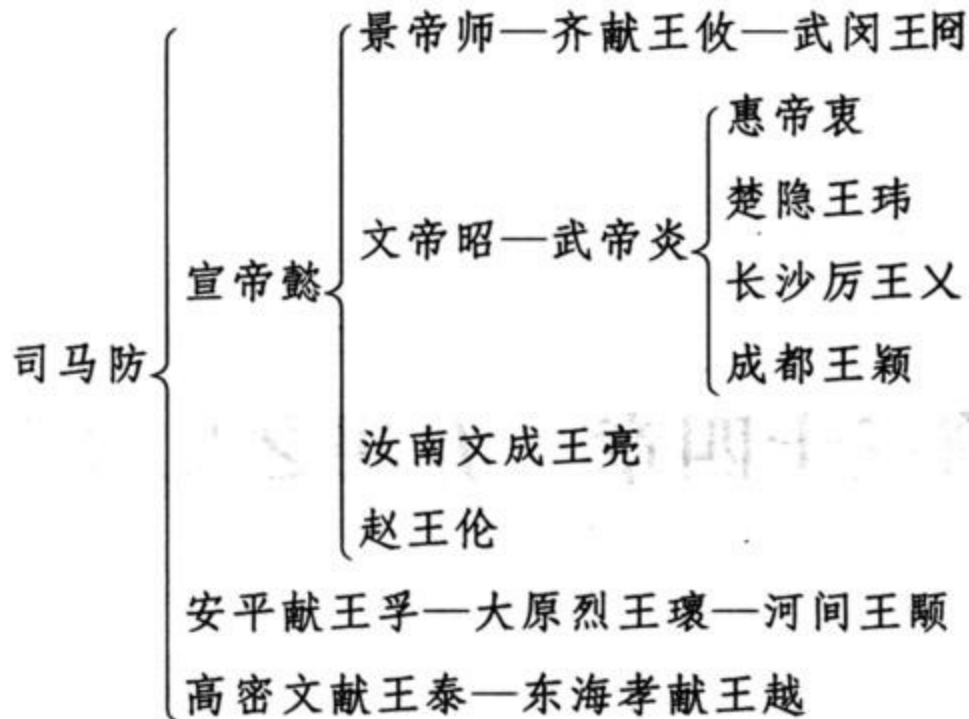 景帝师—齐献王攸—武闵王冏
惠帝衷
楚隐王玮
文帝昭—武帝炎
宣帝懿
长沙厉王乂
司马防
成都王颖
汝南文成王亮
赵王伦
安平献王孚—大原烈王瓌—河间王颙
高密文献王泰—东海孝献王越